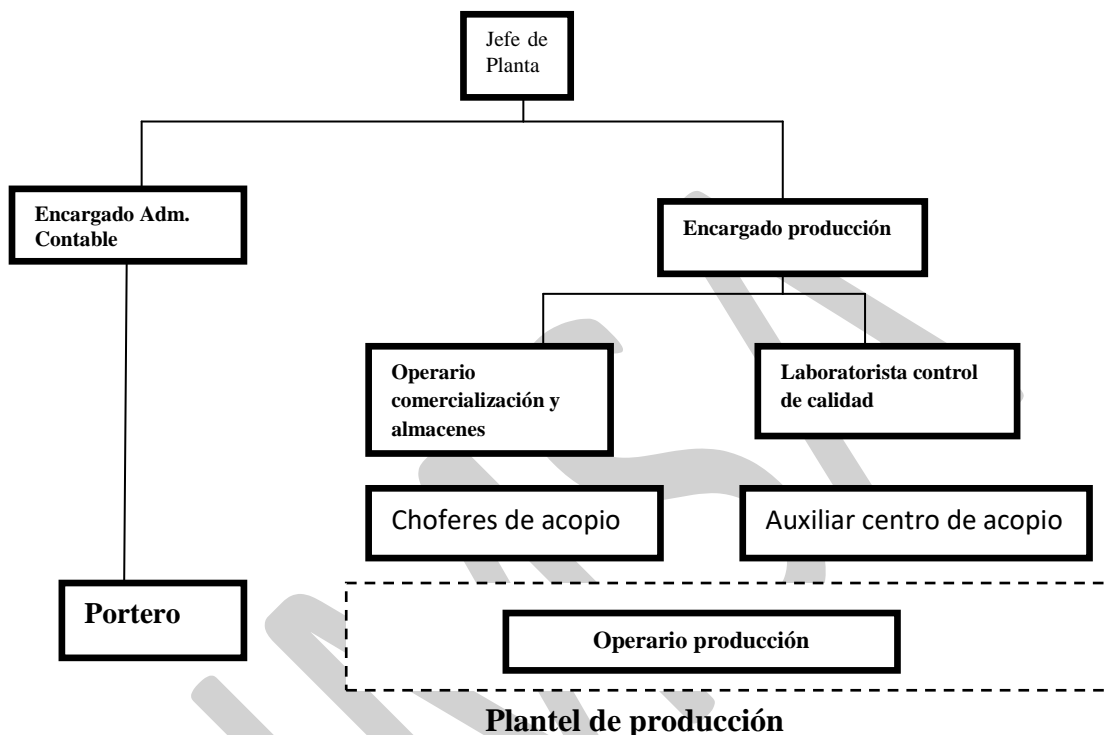 Jefe de
Planta
Encargado Adm.
Contable
Encargado producción
Operario
comercialización y
almacenes
Laboratorista control
de calidad
Choferes de acopio
Auxiliar centro de acopio
Portero
Operario producción
Plantel de producción